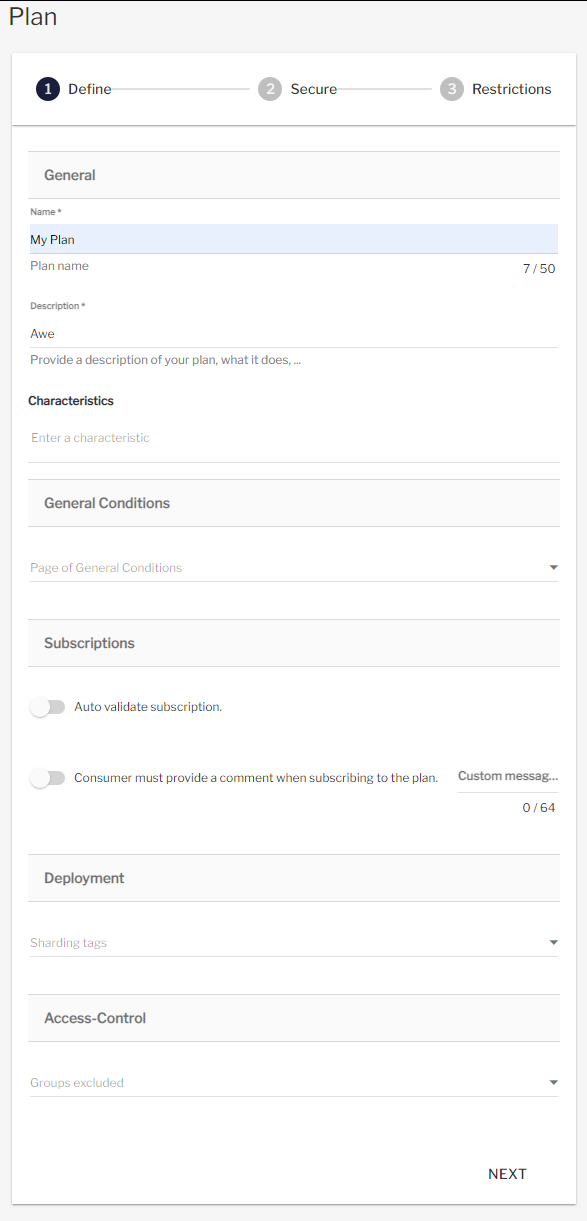 Plan
1 Define 2 Secure 3 Restrictions
General
Name *
My Plan
Plan name 7 / 50
Description *
Awe
Provide a description of your plan, what it does, ...
Characteristics
Enter a characteristic
General Conditions
Page of General Conditions
Subscriptions
Auto validate subscription.
Consumer must provide a comment when subscribing to the plan. Custom messag...
0 / 64
Deployment
Sharding tags
Access-Control
Groups excluded
NEXT